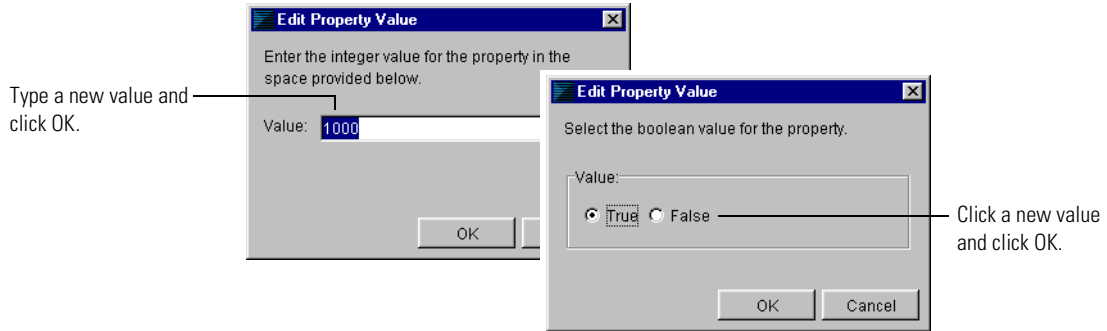 Edit Property Value
Enter the integer value for the property in the
space provided below.
Type a new value and
click OK.
Value: 1000
OK
Edit Property Value
Select the boolean value for the property.
Value:
True False
Click a new value
and click OK.
OK Cancel